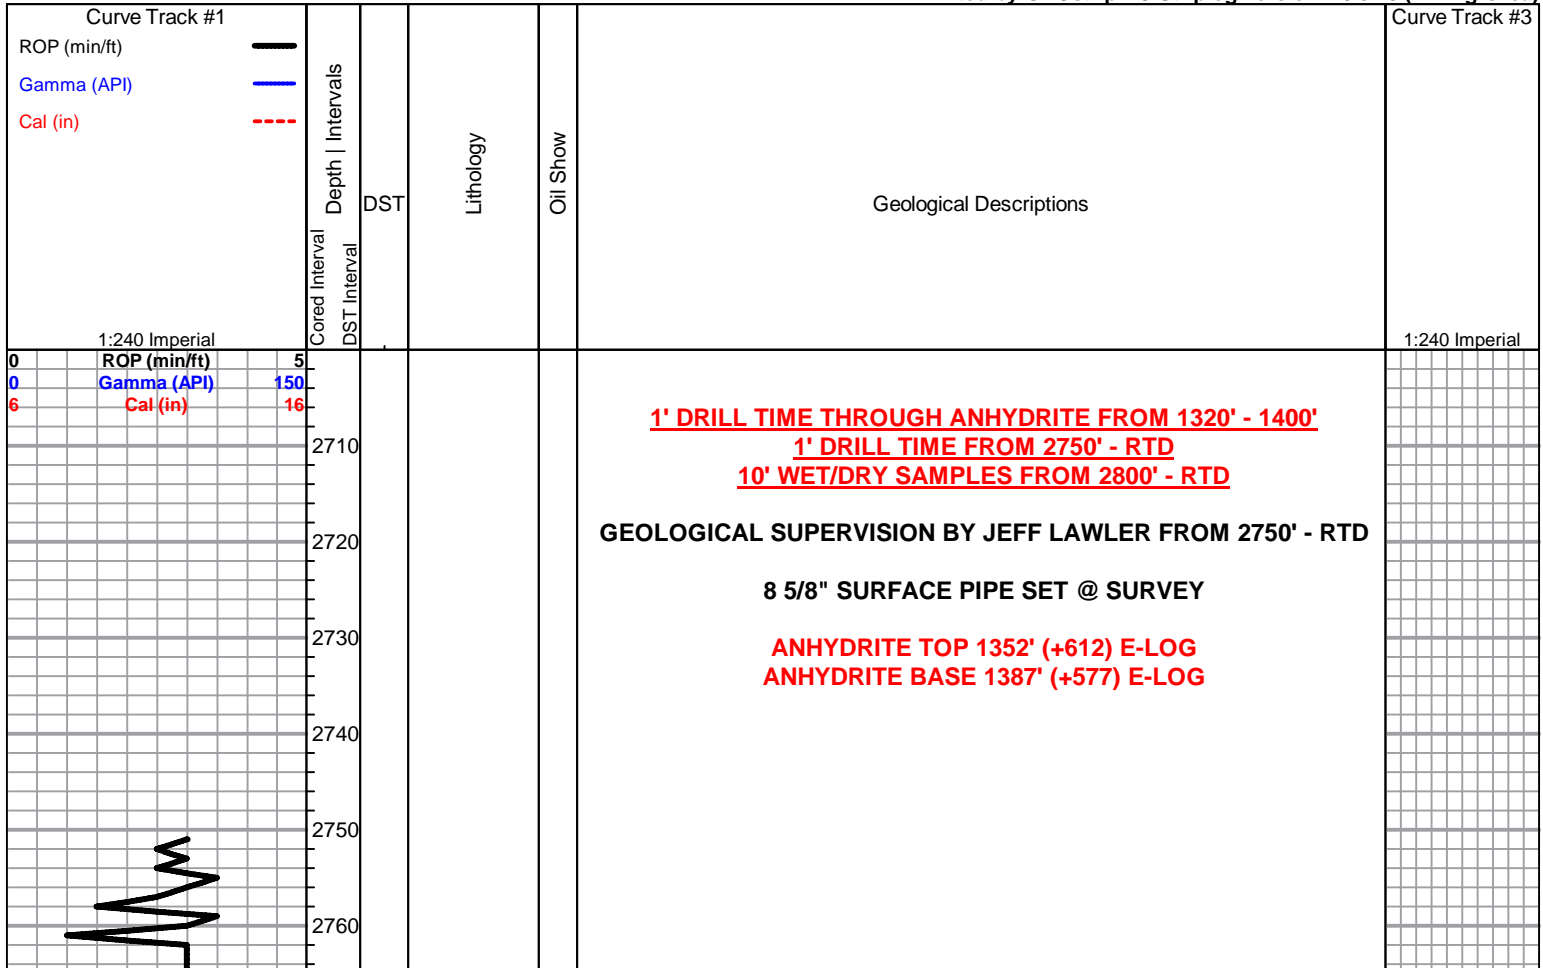 Curve Track #1
ROP (min/ft)
Gamma (API)
Cal (in)
1:240 Imperial
Depth | Intervals
Cored Interval
DST Interval
DST
Lithology
Oil Show
Geological Descriptions
Curve Track #3
1:240 Imperial
0 ROP (min/ft) 5
0 Gamma (API) 150
6 Cal (in) 16
1' DRILL TIME THROUGH ANHYDRITE FROM 1320' - 1400'
2710
1' DRILL TIME FROM 2750' - RTD
10' WET/DRY SAMPLES FROM 2800' - RTD
GEOLOGICAL SUPERVISION BY JEFF LAWLER FROM 2750' - RTD
2720
8 5/8" SURFACE PIPE SET @ SURVEY
2730
ANHYDRITE TOP 1352' (+612) E-LOG
ANHYDRITE BASE 1387' (+577) E-LOG
2740
2750
2760